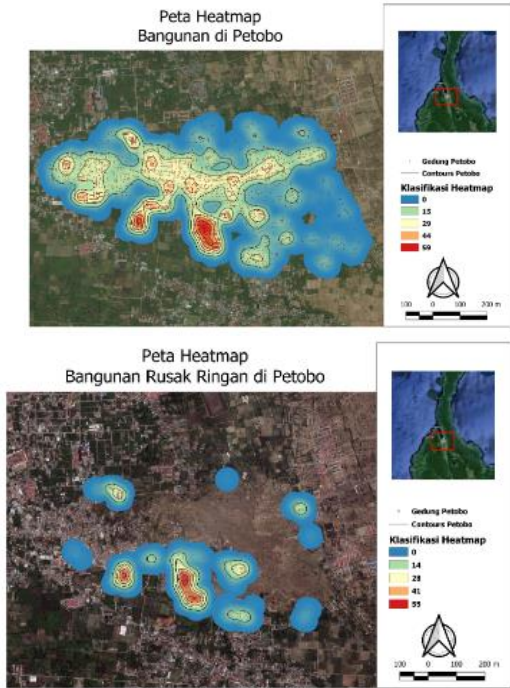 Peta Heatmap
Bangunan di Petobo
Gedung Petobo
Contours Petobo
Klasifikasi Heatmap
0
15
29
44
59
100 0 100 200 m
Peta Heatmap
Bangunan Rusak Ringan di Petobo
Gedung Petobo
Contours Petobo
Klasifikasi Heatmap
0
14
28
41
55
100 0 100 200 m